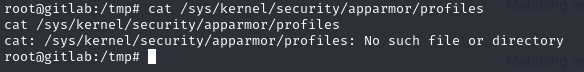 root@gitlab:/tmp# cat /sys/kernel/security/apparmor/profiles
cat /sys/kernel/security/apparmor/profiles
cat: /sys/kernel/security/apparmor/profiles: No such file or directory
root@gitlab:/tmp#